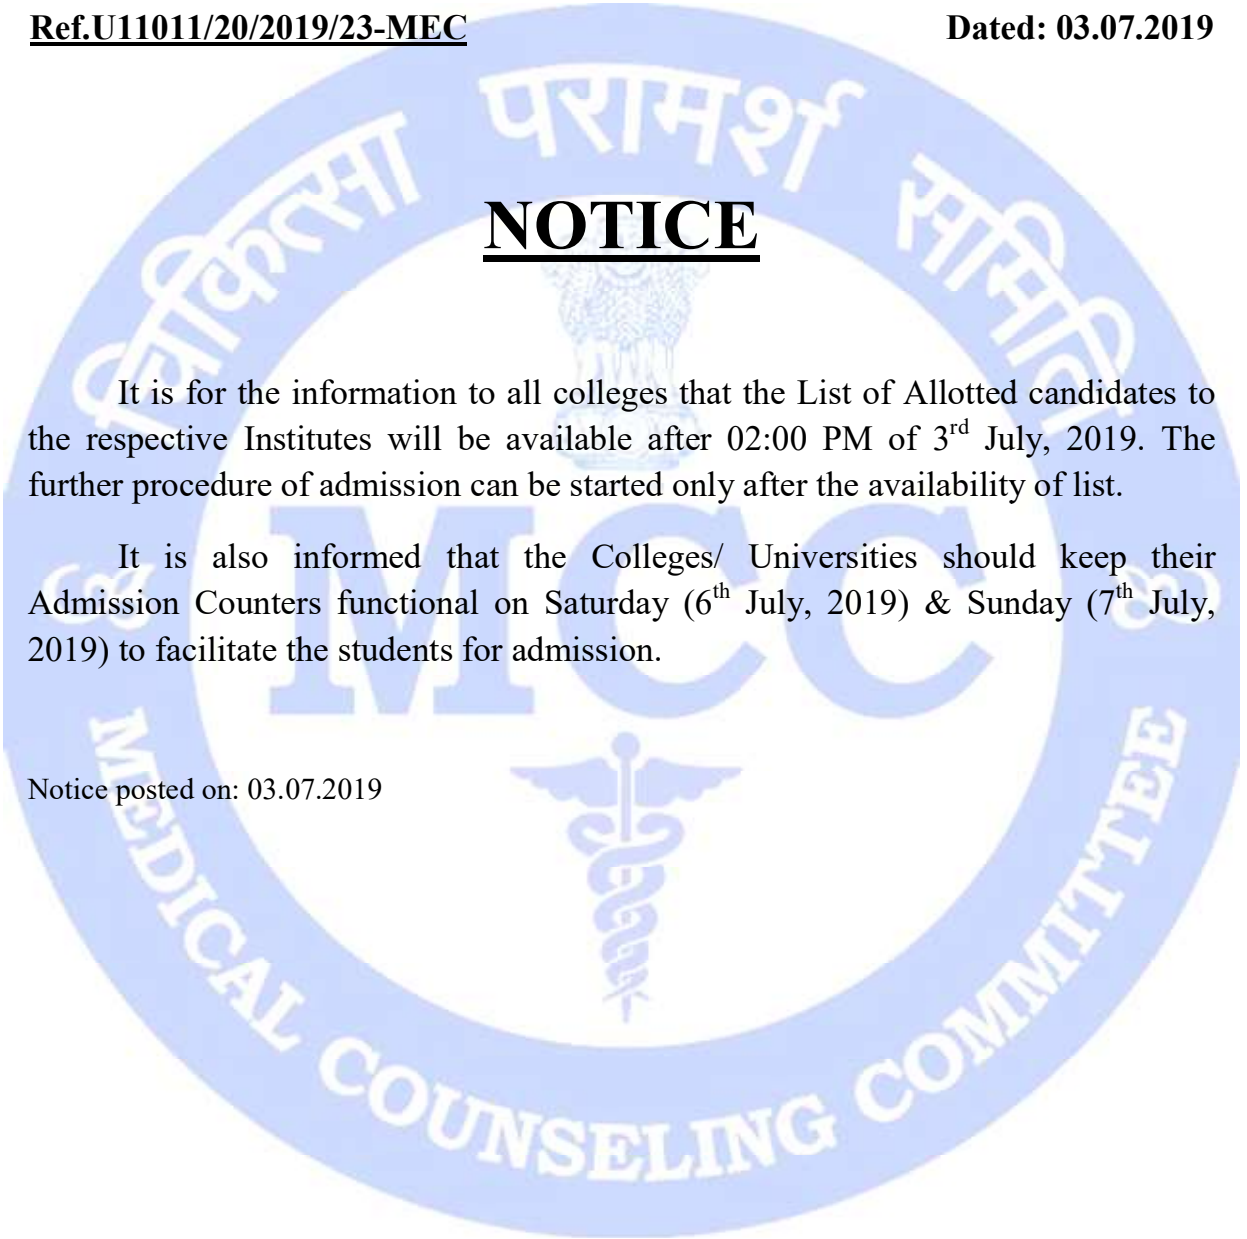 Ref.U11011/20/2019/23-MEC Dated: 03.07.2019
चिकित्सा परामर्श समिति
NOTICE
It is for the information to all colleges that the List of Allotted candidates to
the respective Institutes will be available after 02:00 PM of 3rd July, 2019. The
further procedure of admission can be started only after the availability of list.
It is also informed that the Colleges/ Universities should keep their
Admission Counters functional on Saturday (6th July, 2019) & Sunday (7th July,
2019) to facilitate the students for admission.
MCC
Notice posted on: 03.07.2019
MEDICAL COUNSELING COMMITTEE